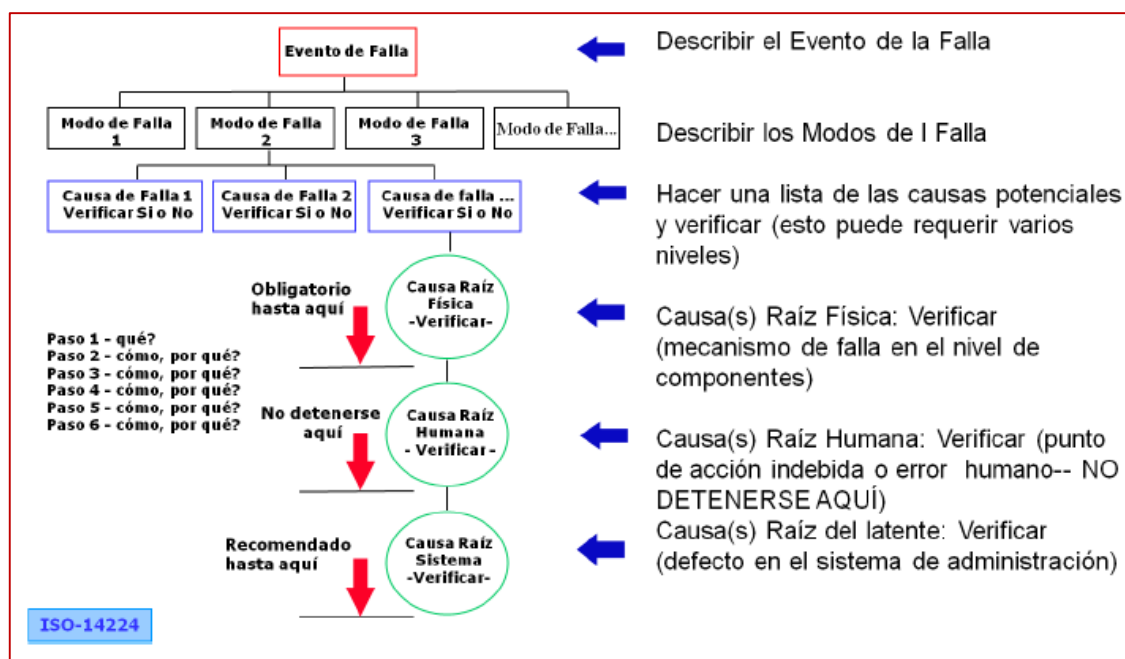 Evento de Falla
Describir el Evento de la Falla
Modo de Falla
1
Modo de Falla
2
Modo de Falla
3
Modo de Falla...
Describir los Modos de l Falla
Causa de Falla 1
Verificar Si o No
Causa de Falla 2
Verificar Si o No
Causa de falla ...
Verificar Si o No
Hacer una lista de las causas potenciales
y verificar (esto puede requerir varios
niveles)
Obligatorio
hasta aquí
Causa Raíz
Física
-Verificar-
Causa(s) Raíz Física: Verificar
(mecanismo de falla en el nivel de
componentes)
Paso 1 - qué?
Paso 2 - cómo, por qué?
Paso 3 - cómo, por qué?
Paso 4 - cómo, por qué?
Paso 5 - cómo, por qué?
Paso 6 - cómo, por qué?
No detenerse
aquí
Causa Raíz
Humana
- Verificar -
Causa(s) Raíz Humana: Verificar (punto
de acción indebida o error humano-- NO
DETENERSE AQUÍ)
Recomendado
hasta aquí
Causa Raíz
Sistema
-Verificar-
Causa(s) Raíz del latente: Verificar
(defecto en el sistema de administración)
ISO-14224